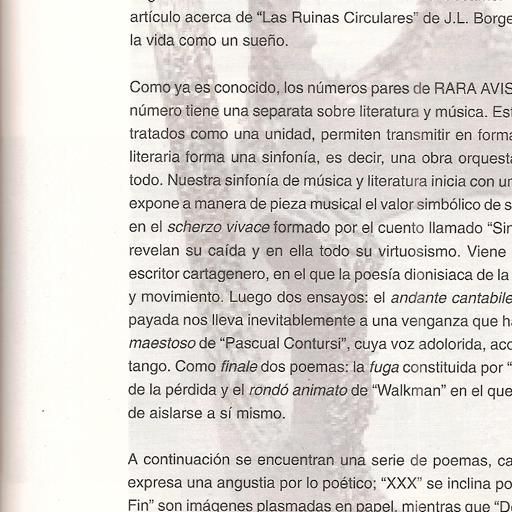 artículo acerca de “Las Ruinas Circulares” de J.L. Borge
la vida como un sueño.
Como ya es conocido, los números pares de RARA AVIS
número tiene una separata sobre literatura y música. Es
tratados como una unidad, permiten transmitir en forma
literaria forma una sinfonía, es decir, una obra orquest
todo. Nuestra sinfonía de música y literatura inicia con un
expone a manera de pieza musical el valor simbólico de s
en el scherzo vivace formado por el cuento llamado “Sin
revelan su caída y en ella todo su virtuosismo. Viene
escritor cartagenero, en el que la poesía dionisiaca de la
y movimiento. Luego dos ensayos: el andante cantabile
payada nos lleva inevitablemente a una venganza que h
maestoso de “Pascual Contursi”, cuya voz adolorida, aco
tango. Como finale dos poemas: la fuga constituida por “
de la pérdida y el rondó animato de “Walkman” en el que
de aislarse a sí mismo.
A continuación se encuentran una serie de poemas, ca
expresa una angustia por lo poético; “XXX” se inclina po
Fin” son imágenes plasmadas en papel, mientras que “D